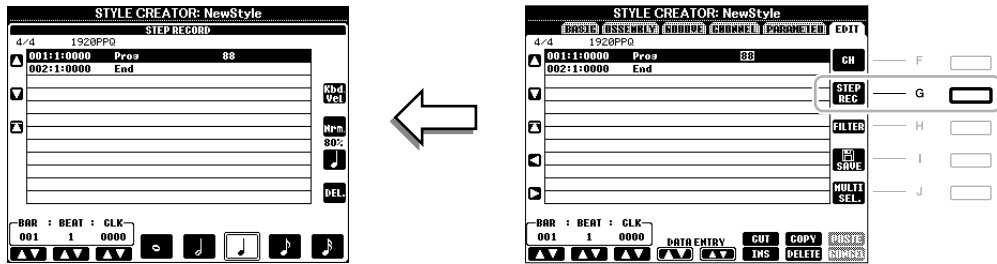 STYLE CREATOR: NewStyle
STEP RECORD
4/4 1920PPQ
001:1:0000 Prog 88
002:1:0000 End
Kbd. Vel
Nrm.
80%
DEL.
BAR : BEAT : CLK
001 1 0000
STYLE CREATOR: NewStyle
BASIC ASSEMBLY GROOVE CHANNEL PARAMETER EDIT
4/4 1920PPQ
001:1:0000 Prog 88
002:1:0000 End
CH F
STEP REC G
FILTER H
SAVE I
MULTI SEL. J
BAR : BEAT : CLK
001 1 0000
DATA ENTRY
CUT COPY PASTE
INS DELETE CANCEL